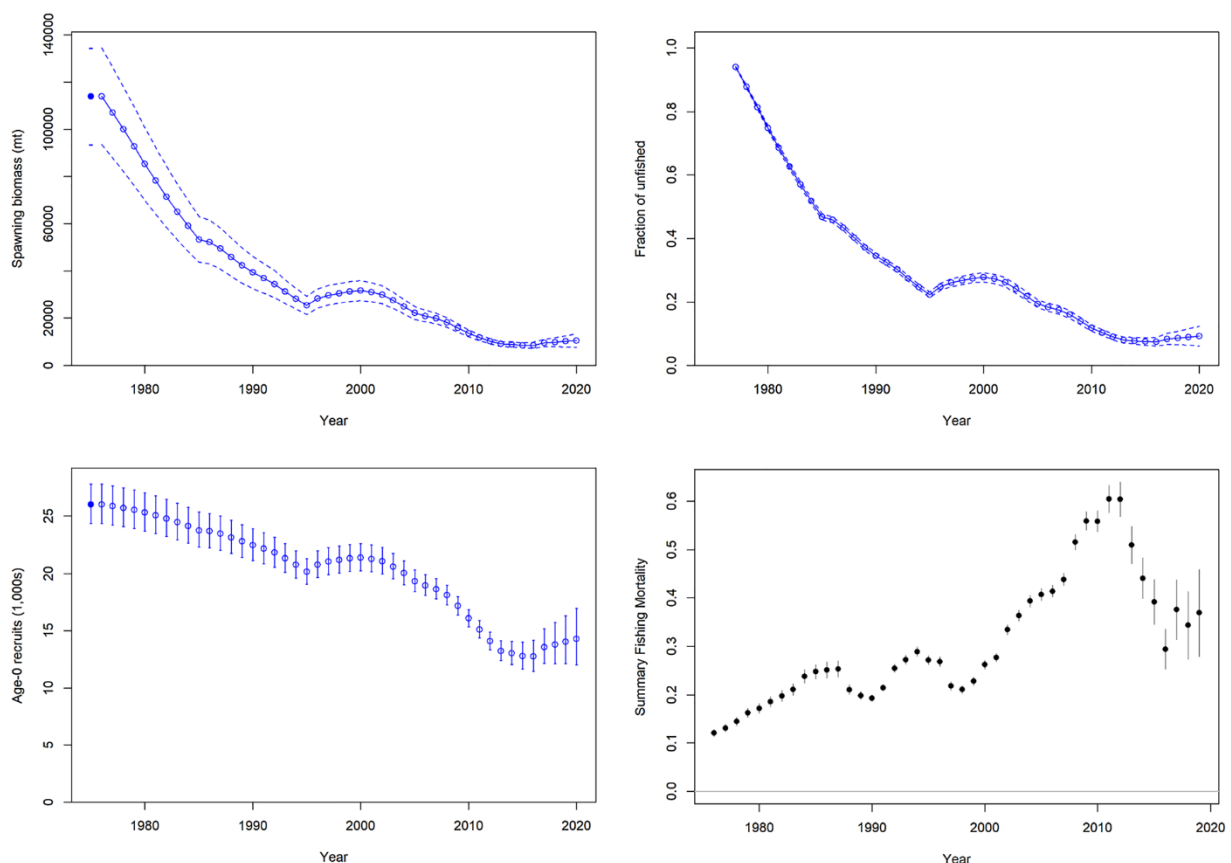 Spawning biomass (mt)
140000
100000
60000
20000
0
1980 1990 2000 2010 2020
Year
Fraction of unfished
1.0
0.8
0.6
0.4
0.2
0.0
1980 1990 2000 2010 2020
Year
Age-0 recruits (1,000s)
25
20
15
10
5
0
1980 1990 2000 2010 2020
Year
Summary Fishing Mortality
0.6
0.5
0.4
0.3
0.2
0.1
0.0
1980 1990 2000 2010 2020
Year